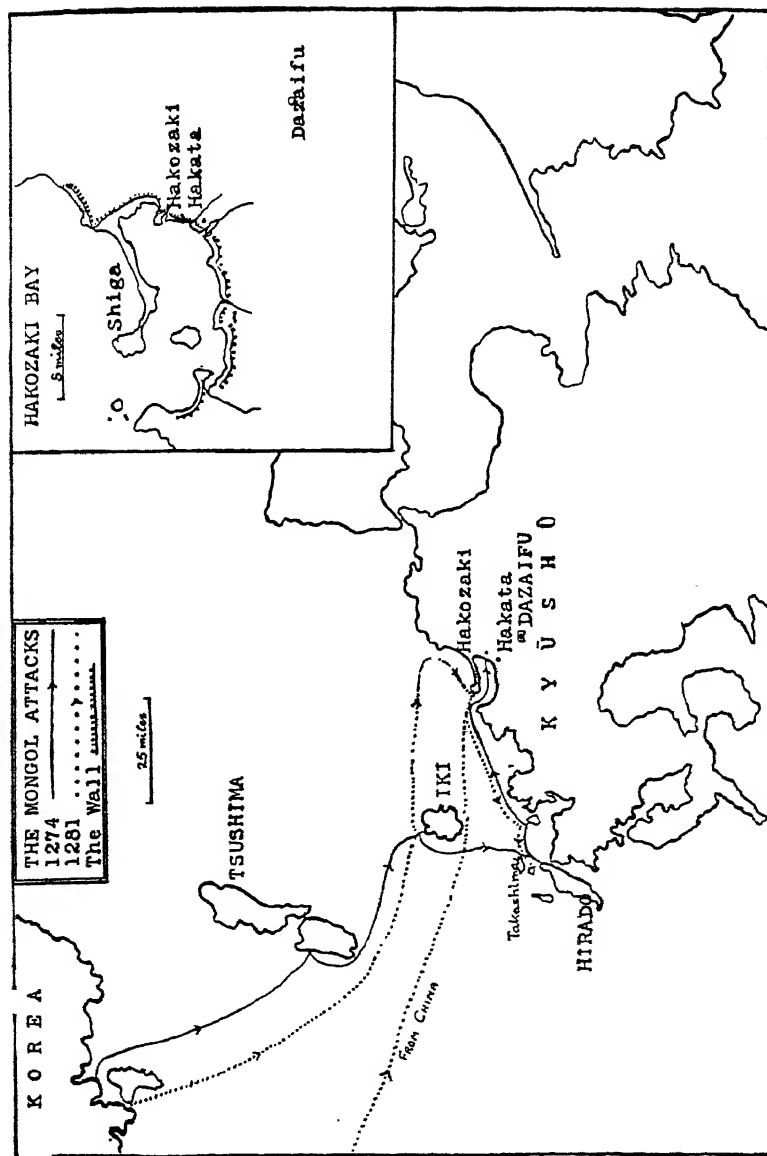 THE MONGOL ATTACKS
1274
1281
The Wall
25 miles
KOREA
TSUSHIMA
IKI
FROM CHINA
Takashima
HIRADO
Hakozaki
Hakata
DAZAIFU
KYŪSHŪ
HAKOZAKI BAY
5 miles
Shiga
Hakozaki
Hakata
Dazaifu